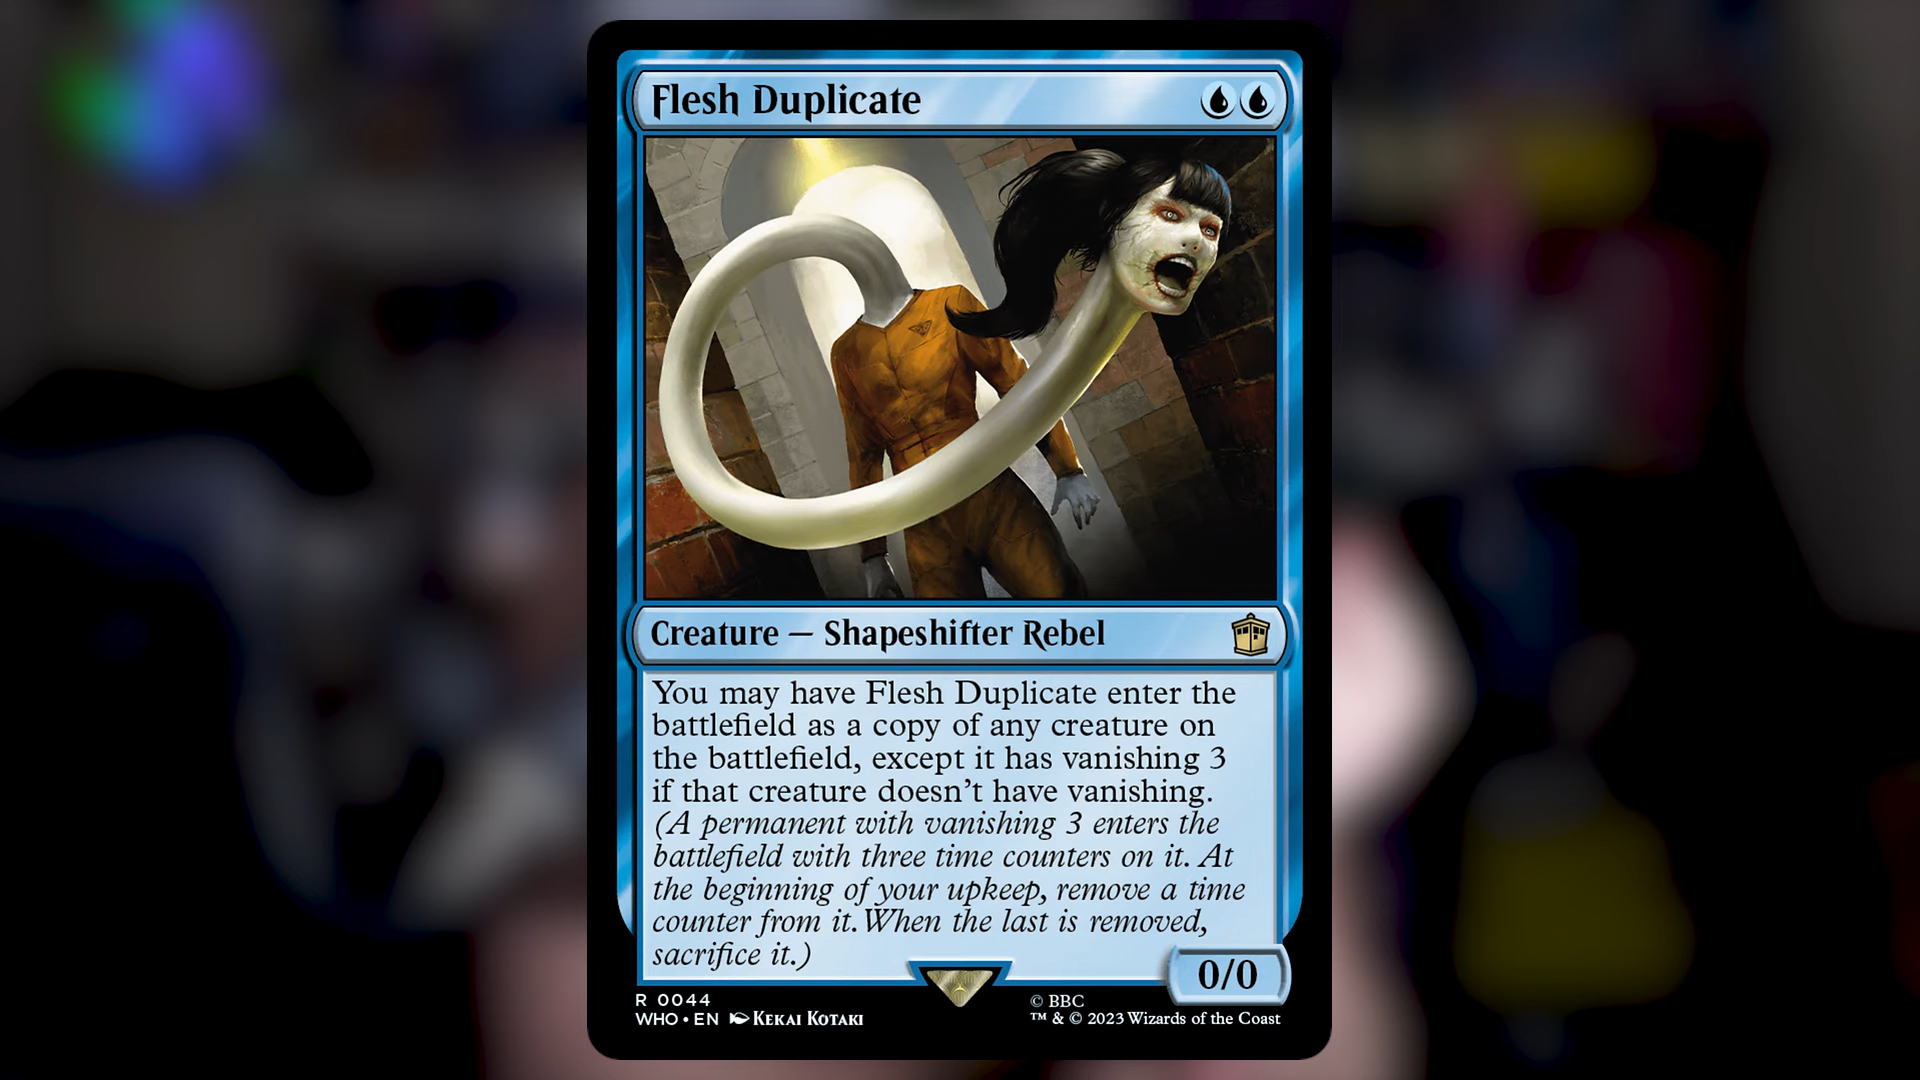 Flesh Duplicate
Creature — Shapeshifter Rebel
You may have Flesh Duplicate enter the
battlefield as a copy of any creature on
the battlefield, except it has vanishing 3
if that creature doesn't have vanishing.
(A permanent with vanishing 3 enters the
battlefield with three time counters on it. At
the beginning of your upkeep, remove a time
counter from it. When the last is removed,
sacrifice it.)
0/0
R 0044
WHO • EN Kekai Kotaki
© BBC
™ & © 2023 Wizards of the Coast